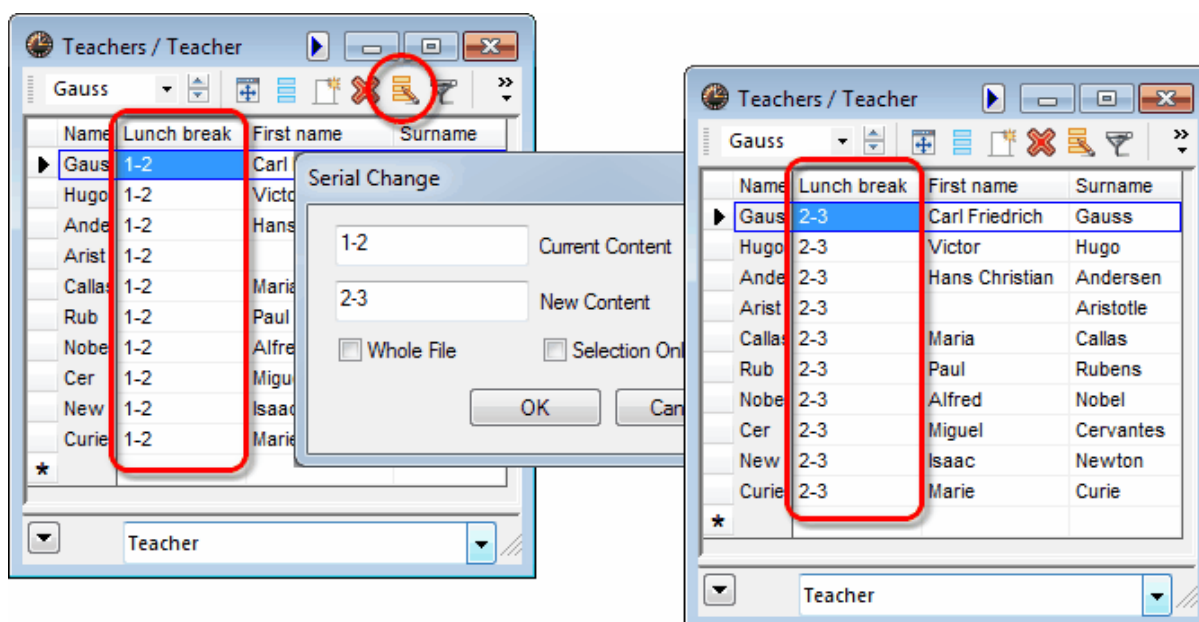 Teachers / Teacher
Gauss
Name Lunch break First name Surname
Gaus 1-2 Carl
Hugo 1-2 Victo
Ande 1-2 Hans
Arist 1-2
Callas 1-2 Maria
Rub 1-2 Paul
Nobe 1-2 Alfre
Cer 1-2 Migu
New 1-2 Isaac
Curie 1-2 Marie
*
Teacher
Serial Change
1-2 Current Content
2-3 New Content
Whole File Selection Onl
OK Can
Teachers / Teacher
Gauss
Name Lunch break First name Surname
Gaus 2-3 Carl Friedrich Gauss
Hugo 2-3 Victor Hugo
Ande 2-3 Hans Christian Andersen
Arist 2-3 Aristotle
Callas 2-3 Maria Callas
Rub 2-3 Paul Rubens
Nobe 2-3 Alfred Nobel
Cer 2-3 Miguel Cervantes
New 2-3 Isaac Newton
Curie 2-3 Marie Curie
*
Teacher